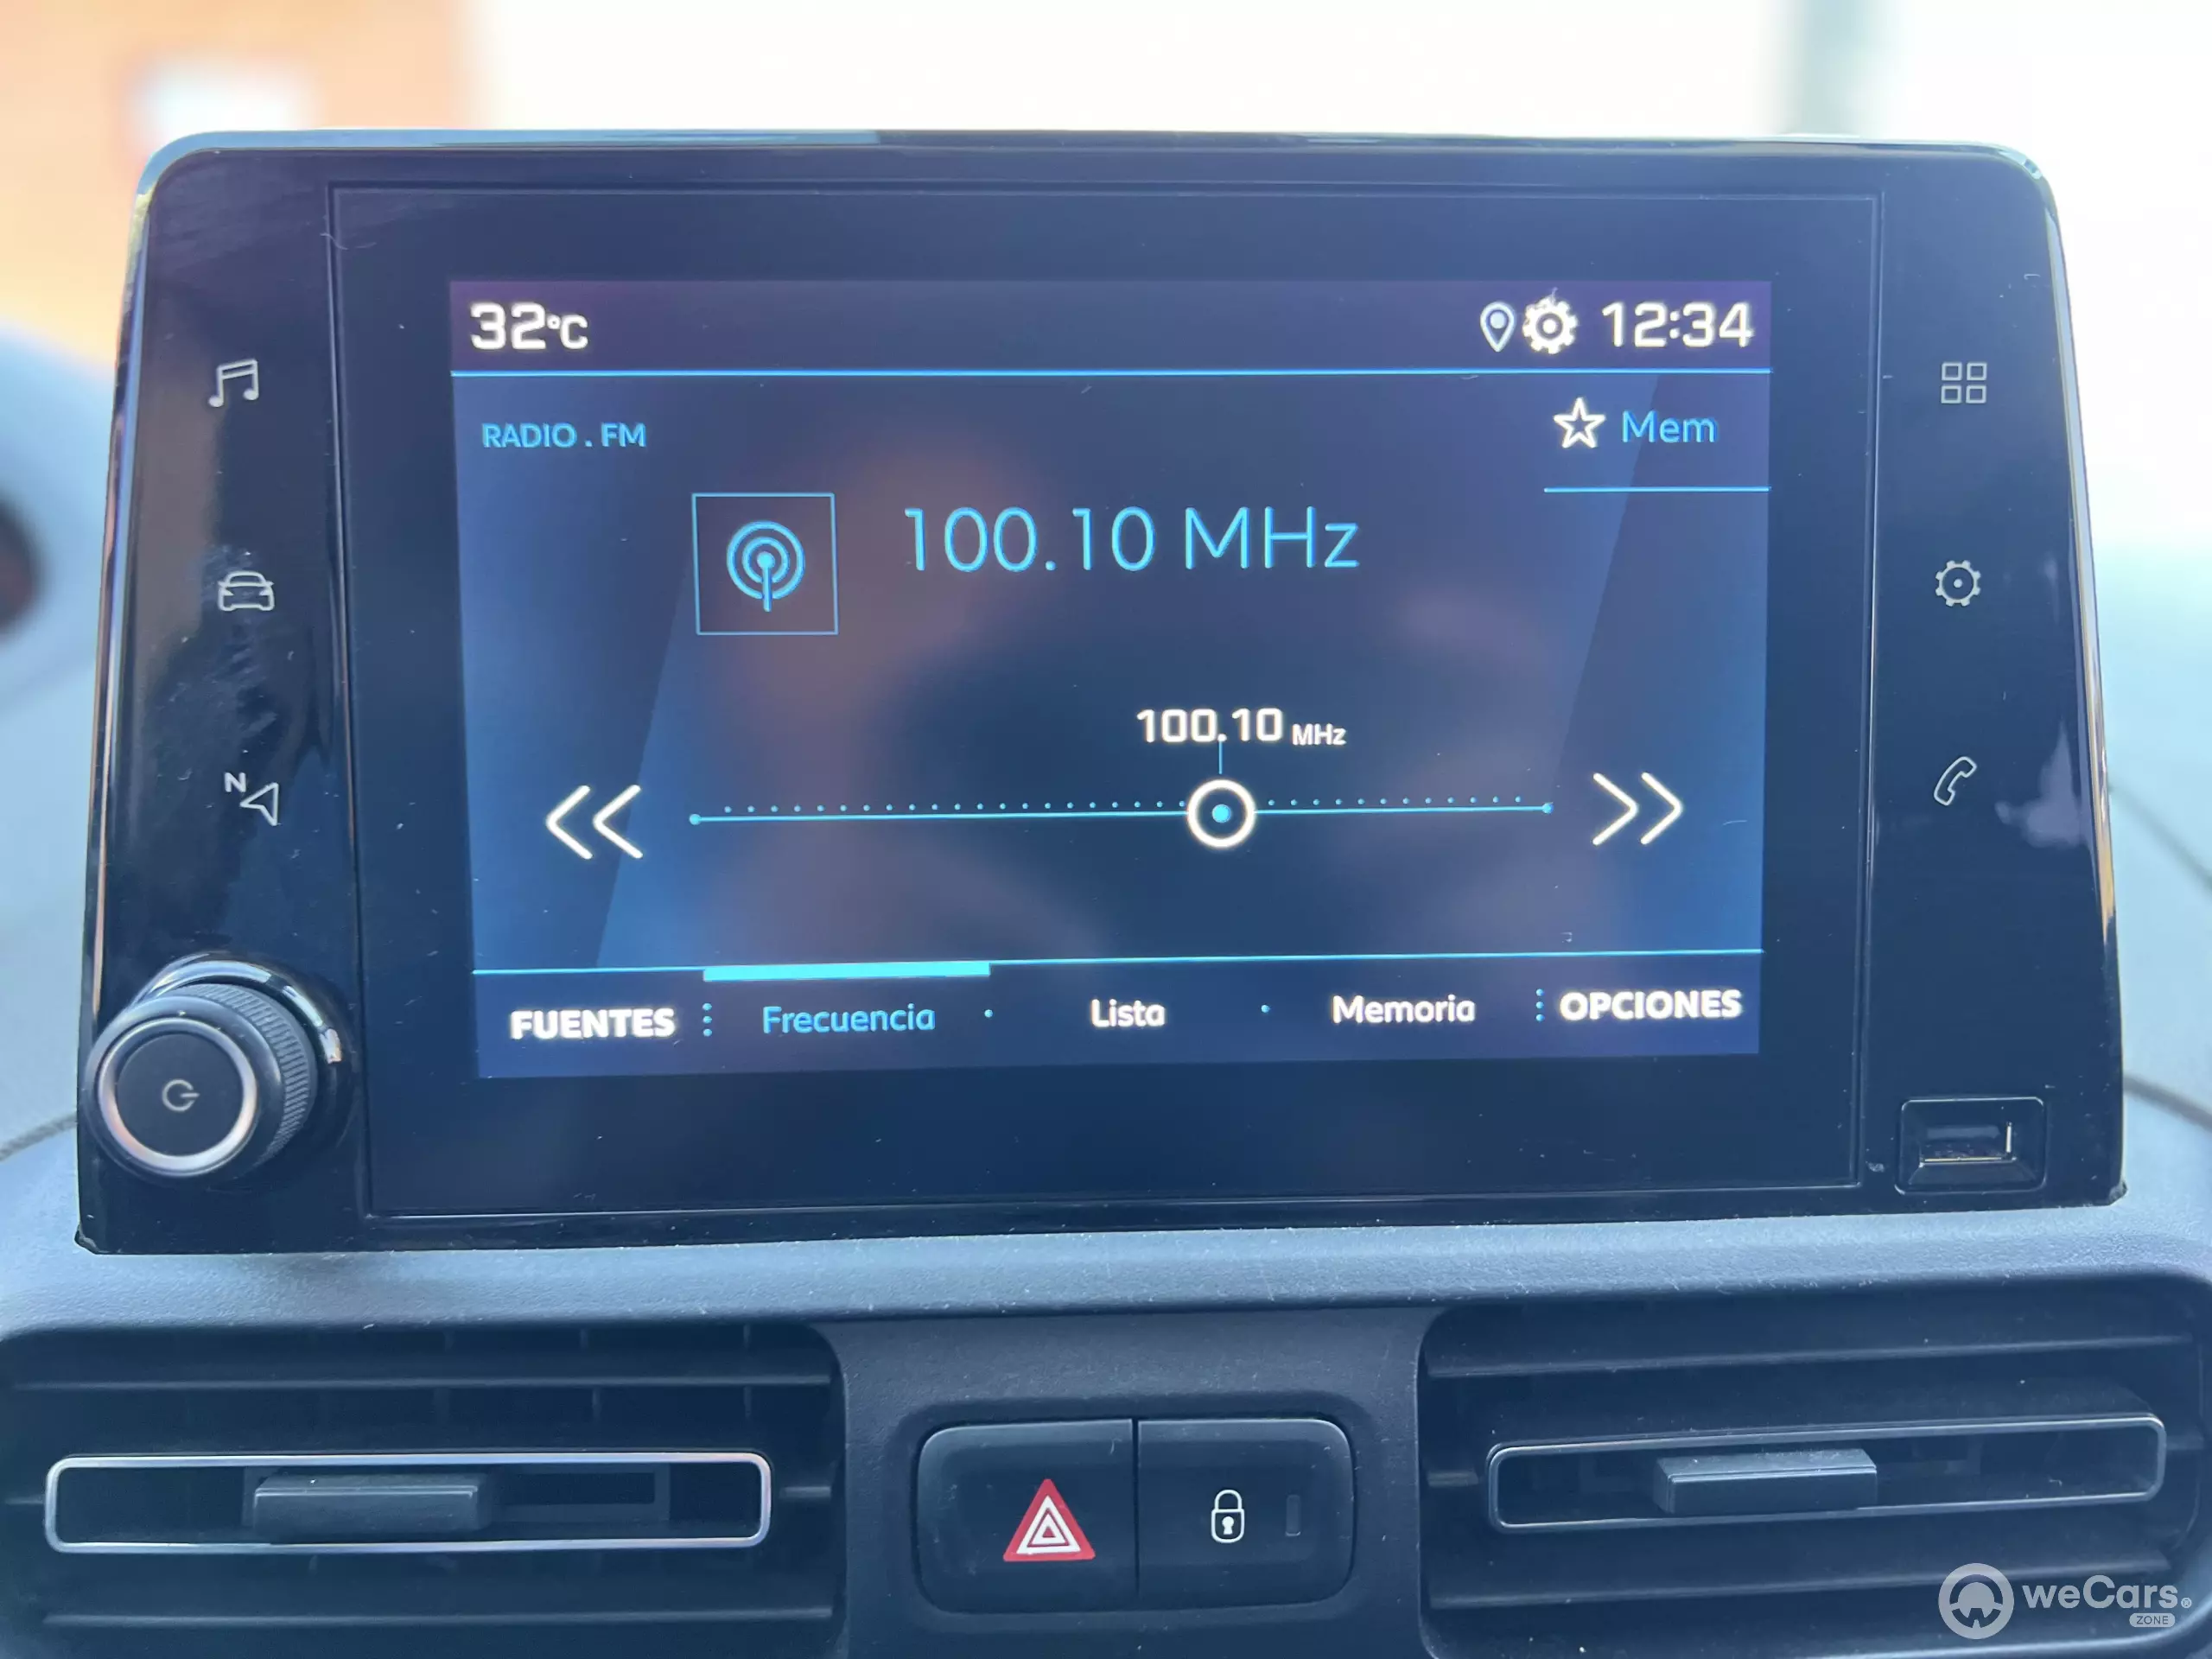 32°C 12:34
RADIO . FM Mem
100.10 MHz
100.10 MHz
FUENTES Frecuencia Lista Memoria OPCIONES
N
weCars®
ZONE